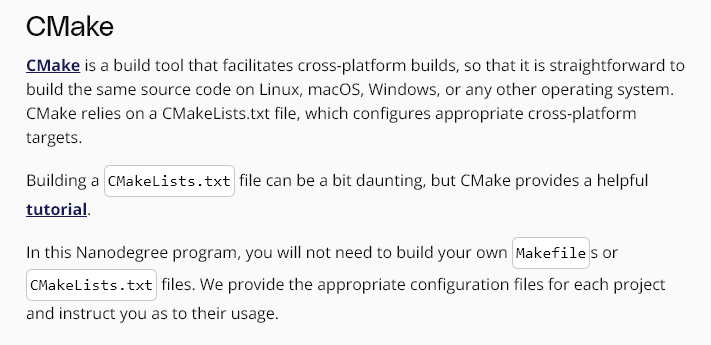 CMake
CMake is a build tool that facilitates cross-platform builds, so that it is straightforward to
build the same source code on Linux, macOS, Windows, or any other operating system.
CMake relies on a CMakeLists.txt file, which configures appropriate cross-platform
targets.
Building a CMakeLists.txt file can be a bit daunting, but CMake provides a helpful
tutorial.
In this Nanodegree program, you will not need to build your own Makefiles or
CMakeLists.txt files. We provide the appropriate configuration files for each project
and instruct you as to their usage.